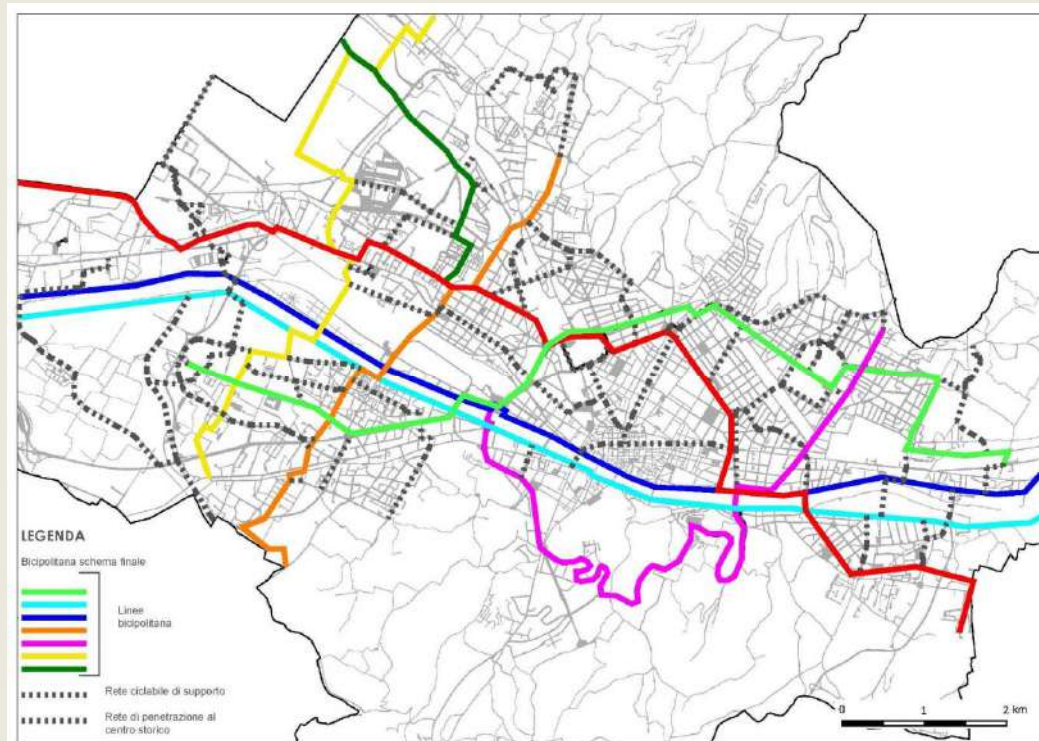 LEGENDA
Bicipolitana schema finale
Linee
bicipolitana
Rete ciclabile di supporto
Rete di penetrazione al
centro storico
0 1 2 km